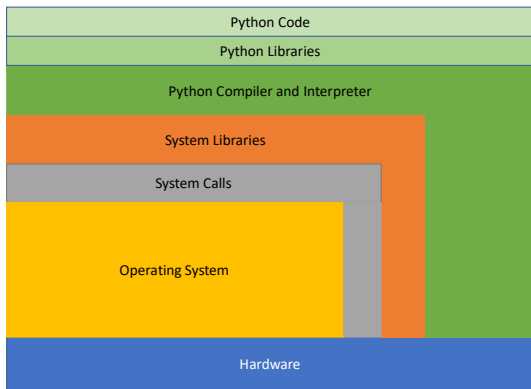 Python Code
Python Libraries
Python Compiler and Interpreter
System Libraries
System Calls
Operating System
Hardware